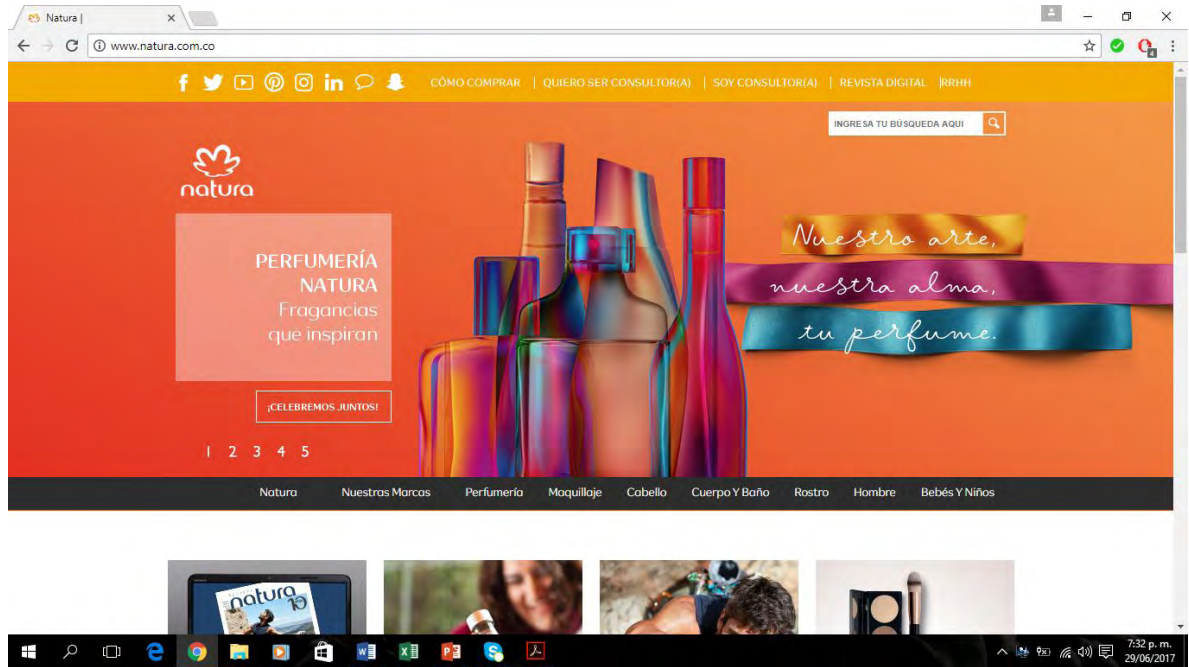 Natura |
www.natura.com.co
4
CÓMO COMPRAR | QUIERO SER CONSULTOR(A) | SOY CONSULTOR(A) | REVISTA DIGITAL |RRHH
INGRESA TU BÚSQUEDA AQUI
natura
PERFUMERÍA
NATURA
Fragancias
que inspiran
Nuestro arte,
nuestra alma,
tu perfume.
¡CELEBREMOS JUNTOS!
1 2 3 4 5
Natura Nuestras Marcas Perfumería Maquillaje Cabello Cuerpo Y Baño Rostro Hombre Bebés Y Niños
natura
10
7:32 p. m.
29/06/2017